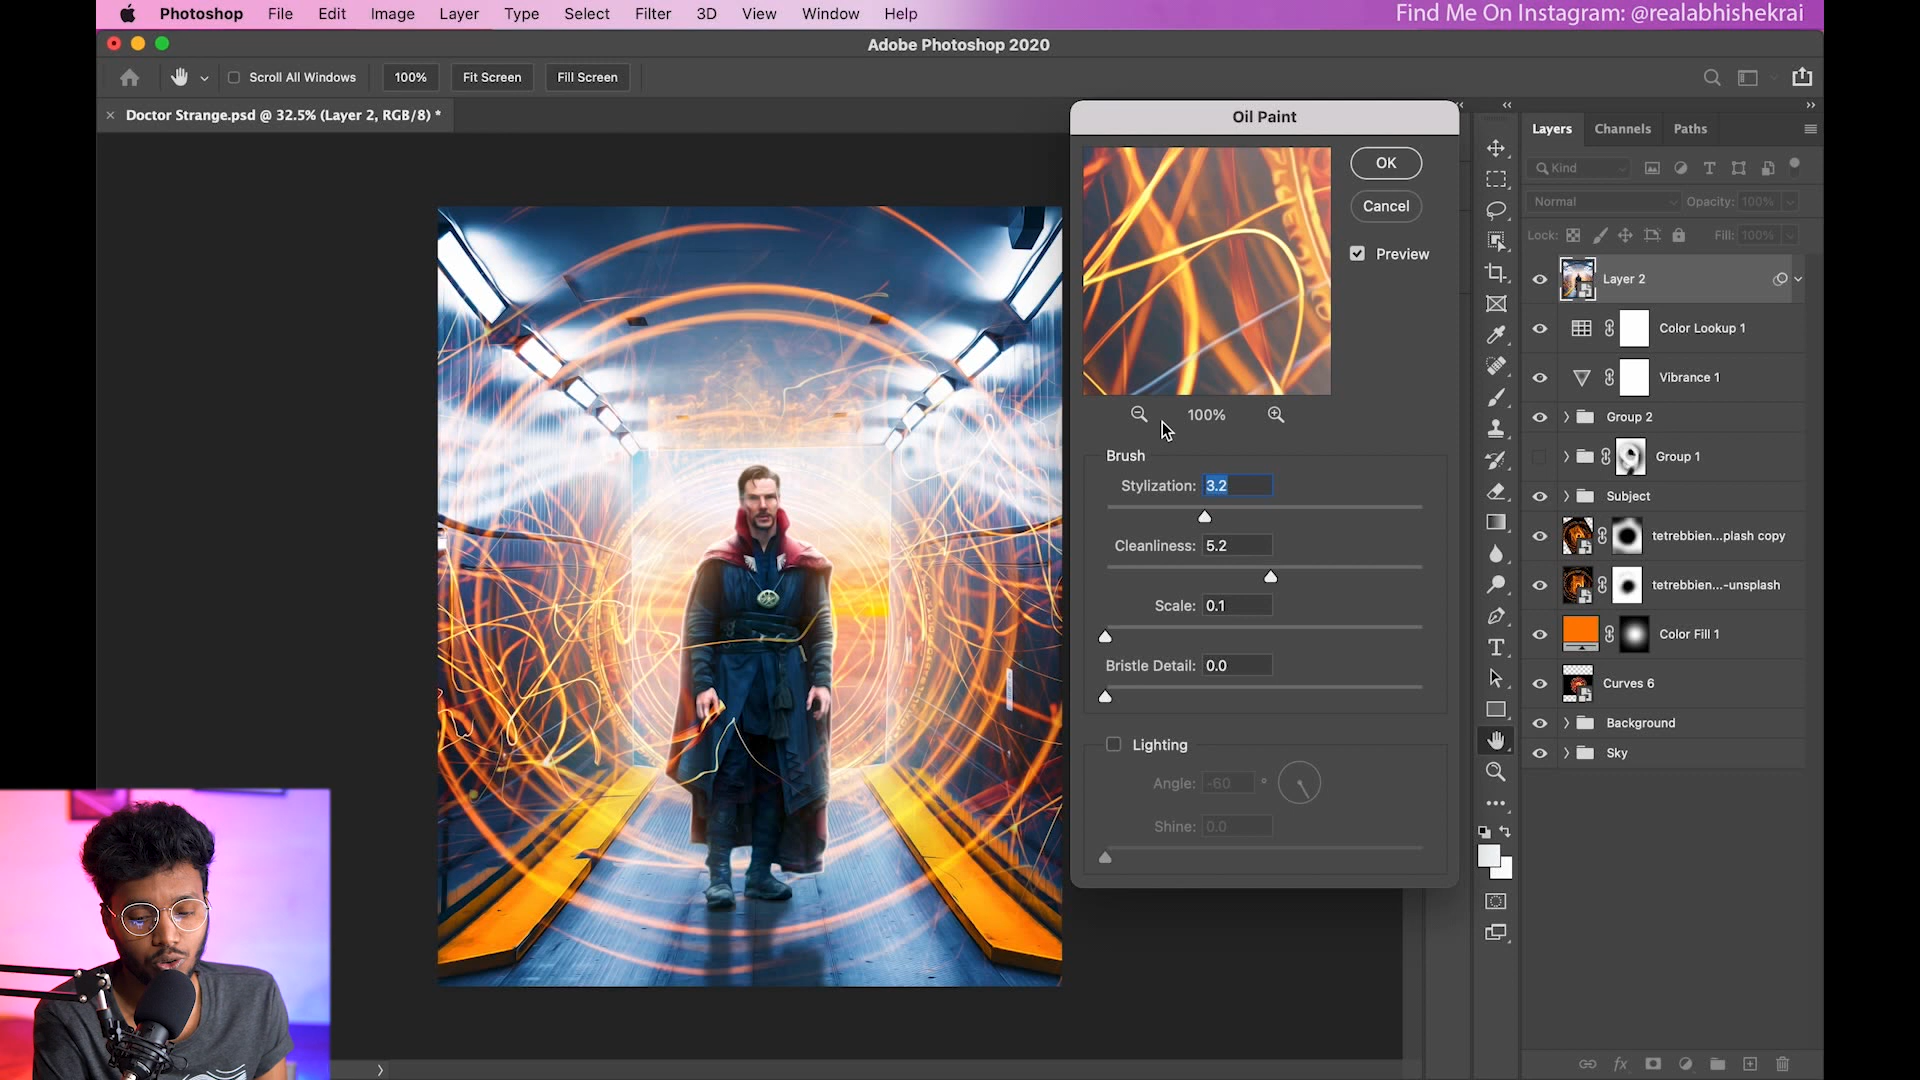 Photoshop File Edit Image Layer Type Select Filter 3D View Window Help
Find Me On Instagram: @realabhishekrai
Adobe Photoshop 2020
Scroll All Windows 100% Fit Screen Fill Screen
Doctor Strange.psd @ 32.5% (Layer 2, RGB/8) *
Oil Paint
OK
Cancel
Preview
100%
Brush
Stylization: 3.2
Cleanliness: 5.2
Scale: 0.1
Bristle Detail: 0.0
Lighting
Angle: -60 °
Shine: 0.0
Layers Channels Paths
Kind
Normal Opacity: 100%
Lock: Fill: 100%
Layer 2
Color Lookup 1
Vibrance 1
Group 2
Group 1
Subject
tetrebbien...plash copy
tetrebbien...-unsplash
Color Fill 1
Curves 6
Background
Sky